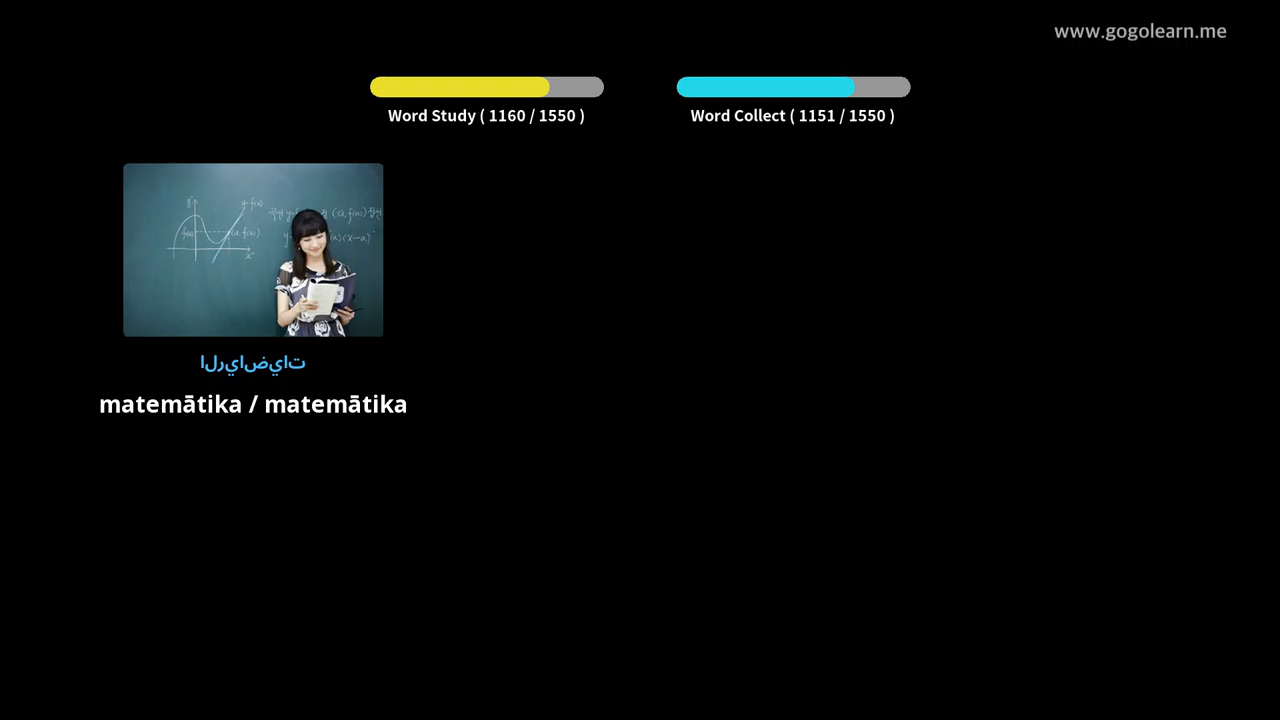 www.gogolearn.me
Word Study ( 1160 / 1550 )
Word Collect ( 1151 / 1550 )
y
y=f(x)
f(a)
(a, f(a))
x
الرياضيات
matemātika / matemātika